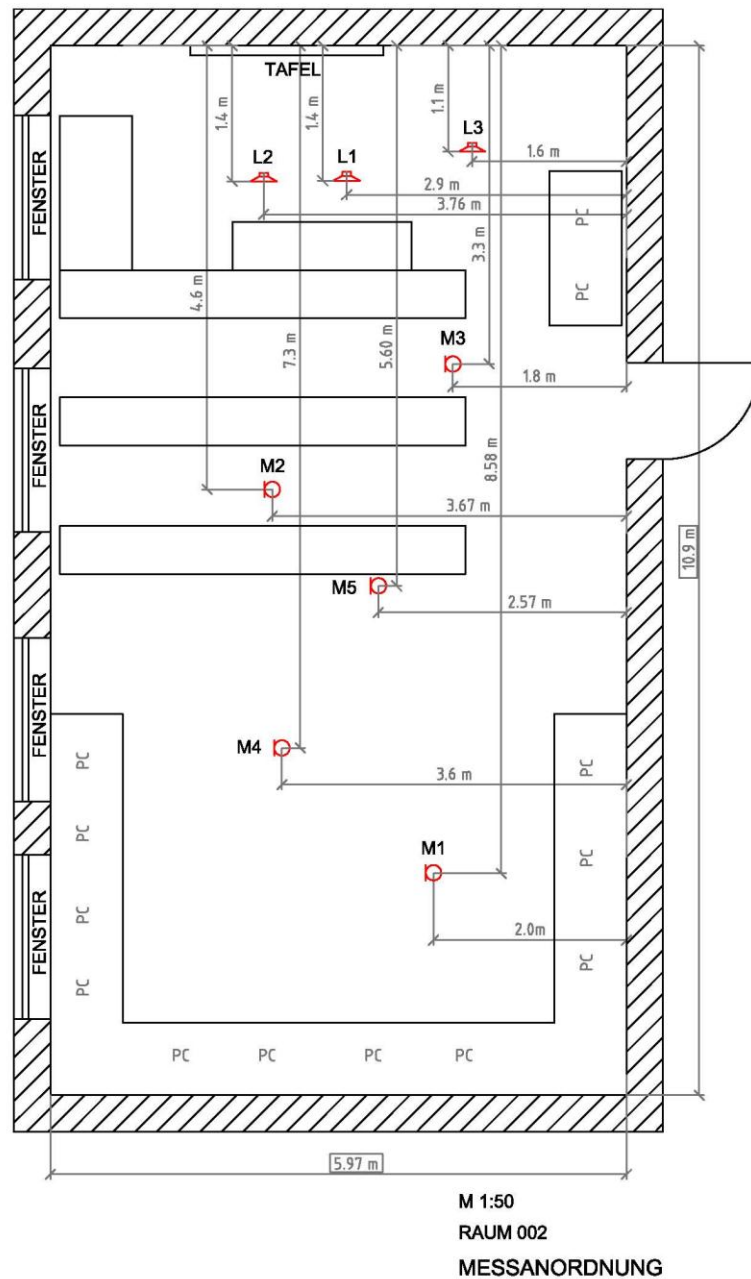 TAFEL
1.4 m
1.4 m
1.1 m
L2
L1
L3
1.6 m
2.9 m
3.76 m
FENSTER
PC
PC
3.3 m
4.6 m
7.3 m
5.60 m
M3
1.8 m
8.58 m
FENSTER
M2
3.67 m
10.9 m
M5
2.57 m
FENSTER
M4
PC
PC
3.6 m
PC
PC
M1
FENSTER
PC
2.0m
PC
PC
PC
PC
PC
PC
5.97 m
M 1:50
RAUM 002
MESSANORDNUNG